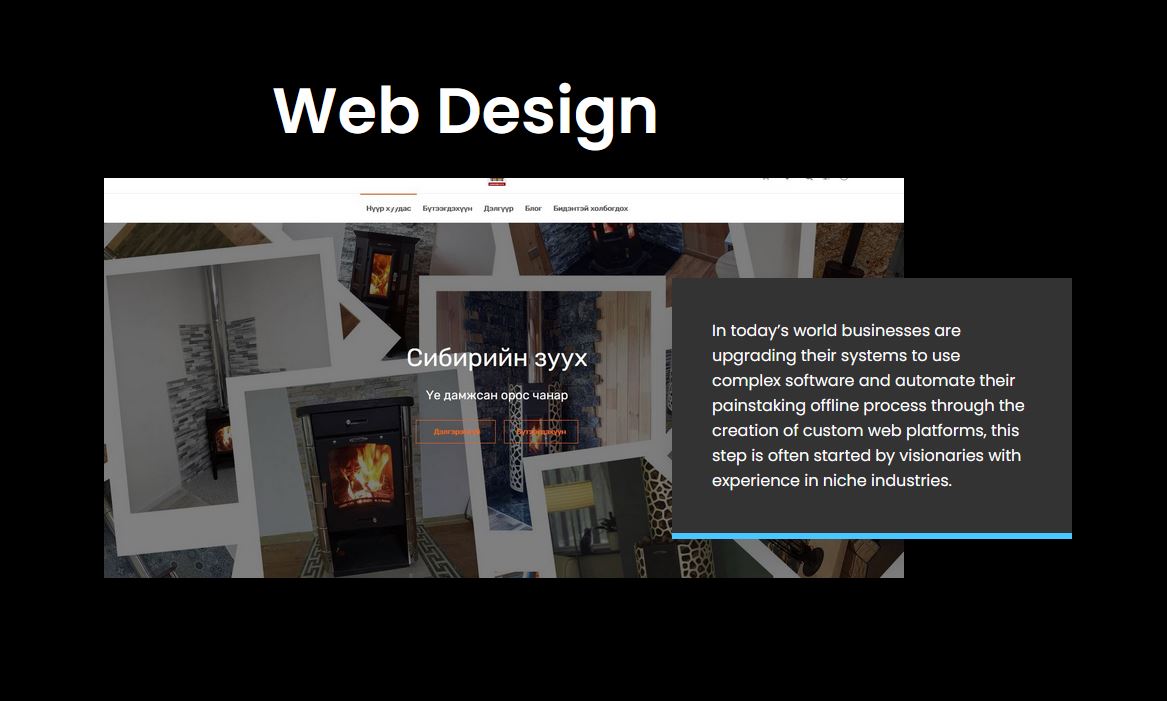 Web Design
Нүүр хуудас Бүтээгдэхүүн Дэлгүүр Блог Бидэнтэй холбогдох
Сибирийн зуух
Үе дамжсан орос чанар
Дэлгэрэнгүй Бүтээгдэхүүн
In today’s world businesses are
upgrading their systems to use
complex software and automate their
painstaking offline process through the
creation of custom web platforms, this
step is often started by visionaries with
experience in niche industries.